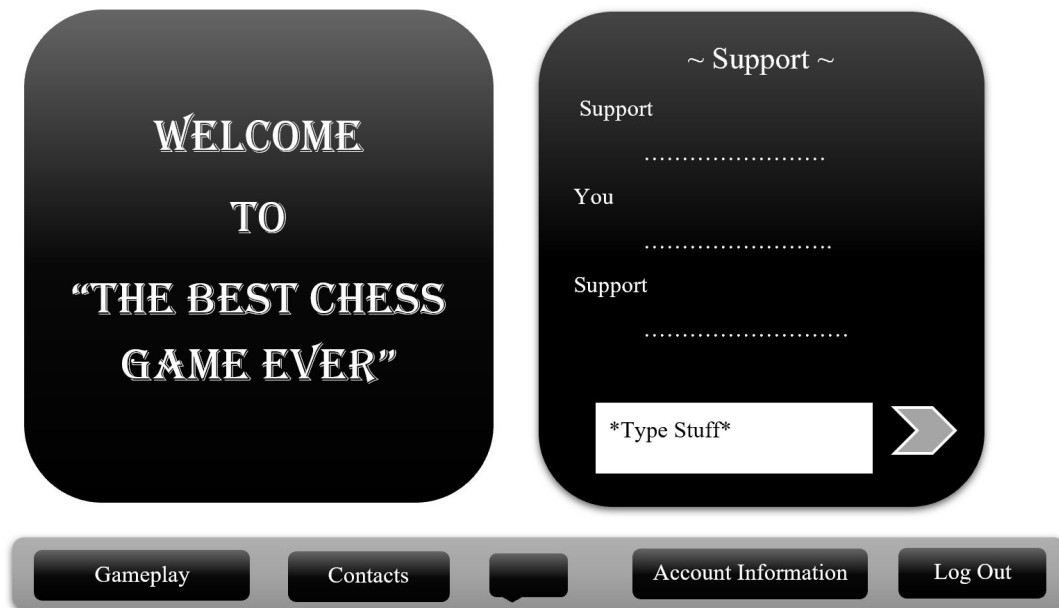 WELCOME
TO
“THE BEST CHESS
GAME EVER”
~ Support ~
Support
........................
You
.........................
Support
...........................
*Type Stuff*
Gameplay
Contacts
Account Information
Log Out